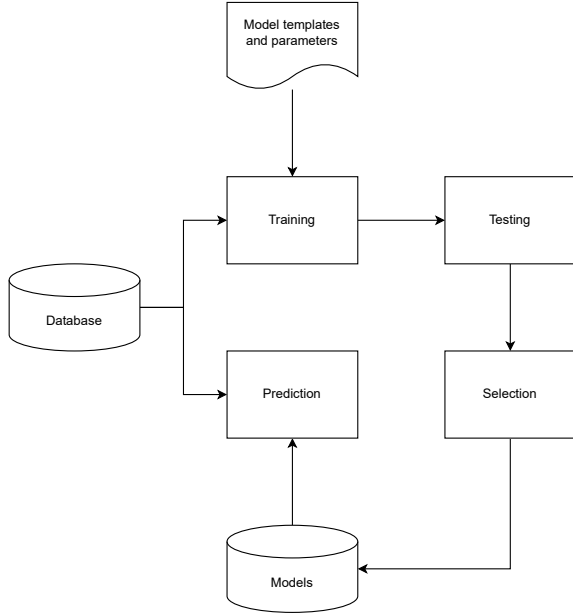 Model templates
and parameters
Training
Testing
Database
Prediction
Selection
Models